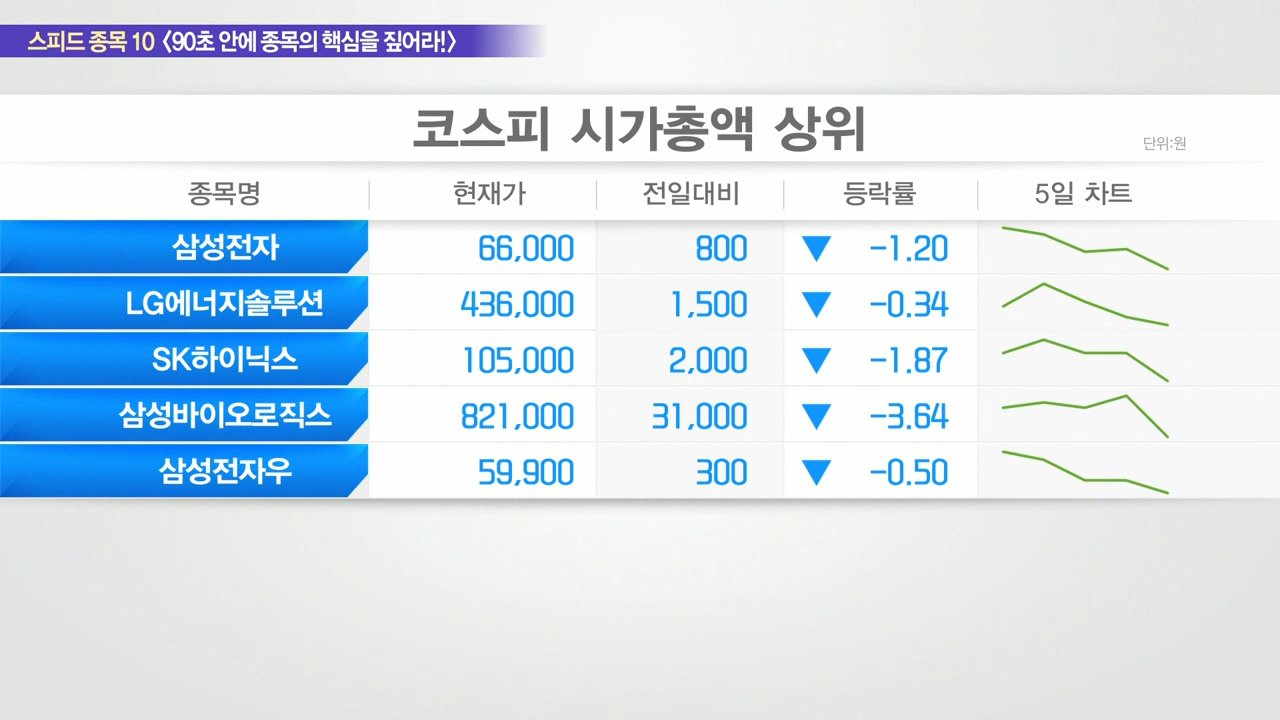 스피드 종목 10 〈90초 안에 종목의 핵심을 짚어라!〉
코스피 시가총액 상위
단위:원
종목명 현재가 전일대비 등락률 5일 차트
삼성전자 66,000 800 ▼ -1.20
LG에너지솔루션 436,000 1,500 ▼ -0.34
SK하이닉스 105,000 2,000 ▼ -1.87
삼성바이오로직스 821,000 31,000 ▼ -3.64
삼성전자우 59,900 300 ▼ -0.50